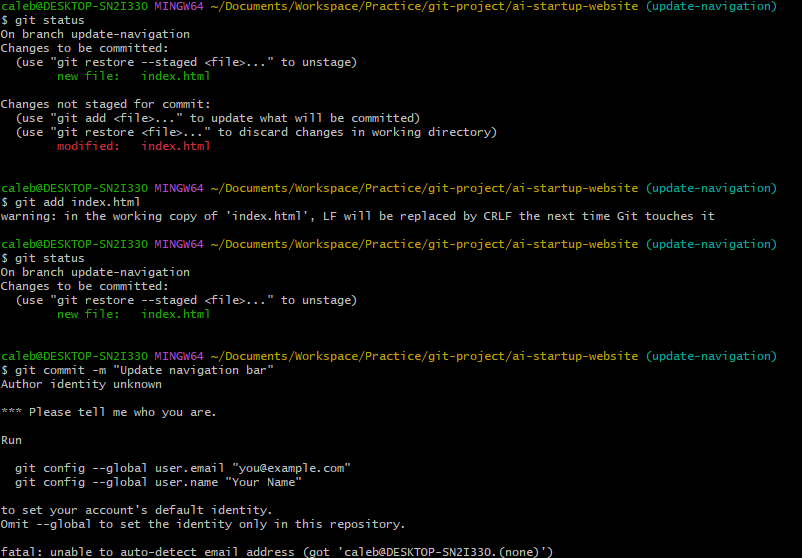 caleb@DESKTOP-SN2I33O MINGW64 ~/Documents/Workspace/Practice/git-project/ai-startup-website (update-navigation)
$ git status
On branch update-navigation
Changes to be committed:
  (use "git restore --staged <file>..." to unstage)
        new file:   index.html

Changes not staged for commit:
  (use "git add <file>..." to update what will be committed)
  (use "git restore <file>..." to discard changes in working directory)
        modified:   index.html

caleb@DESKTOP-SN2I33O MINGW64 ~/Documents/Workspace/Practice/git-project/ai-startup-website (update-navigation)
$ git add index.html
warning: in the working copy of 'index.html', LF will be replaced by CRLF the next time Git touches it

caleb@DESKTOP-SN2I33O MINGW64 ~/Documents/Workspace/Practice/git-project/ai-startup-website (update-navigation)
$ git status
On branch update-navigation
Changes to be committed:
  (use "git restore --staged <file>..." to unstage)
        new file:   index.html

caleb@DESKTOP-SN2I33O MINGW64 ~/Documents/Workspace/Practice/git-project/ai-startup-website (update-navigation)
$ git commit -m "Update navigation bar"
Author identity unknown

*** Please tell me who you are.

Run

  git config --global user.email "you@example.com"
  git config --global user.name "Your Name"

to set your account's default identity.
Omit --global to set the identity only in this repository.

fatal: unable to auto-detect email address (got 'caleb@DESKTOP-SN2I33O.(none)')